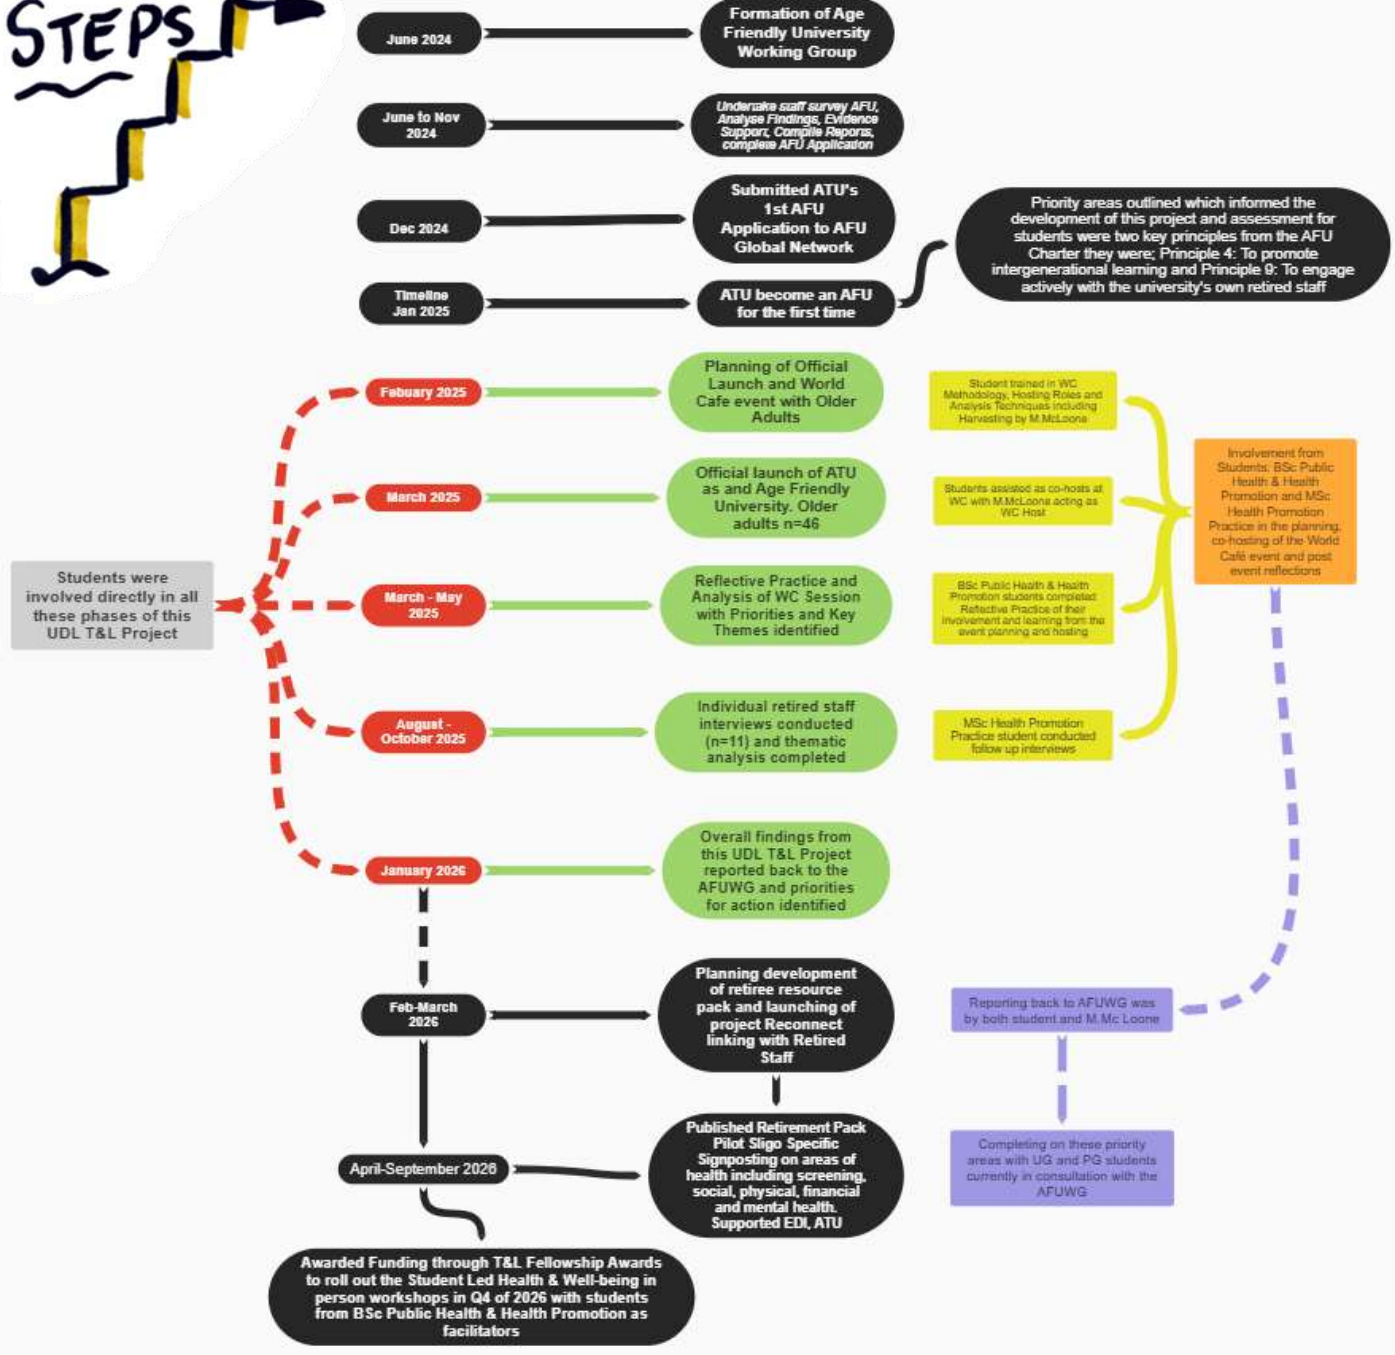 STEPS
June 2024
Formation of Age
Friendly University
Working Group
June to Nov
2024
Undertake staff survey AFU,
Analyse Findings, Evidence
Support, Compile Reports,
complete AFU Application
Dec 2024
Submitted ATU's
1st AFU
Application to AFU
Global Network
Timeline
Jan 2025
ATU become an AFU
for the first time
Priority areas outlined which informed the
development of this project and assessment for
students were two key principles from the AFU
Charter they were; Principle 4: To promote
intergenerational learning and Principle 9: To engage
actively with the university's own retired staff
Students were
involved directly in all
these phases of this
UDL T&L Project
Febuary 2025
Planning of Official
Launch and World
Cafe event with Older
Adults
Student trained in WC
Methodology, Hosting Roles and
Analysis Techniques including
Harvesting by M.McLoone
March 2025
Official launch of ATU
as and Age Friendly
University. Older
adults n=46
Students assisted as co-hosts at
WC with M.McLoone acting as
WC Host
Involvement from
Students: BSc Public
Health & Health
Promotion and MSc
Health Promotion
Practice in the planning,
co-hosting of the World
Café event and post
event reflections
March - May
2025
Reflective Practice and
Analysis of WC Session
with Priorities and Key
Themes identified
BSc Public Health & Health
Promotion students completed
Reflective Practice of their
involvement and learning from the
event planning and hosting
August -
October 2025
Individual retired staff
interviews conducted
(n=11) and thematic
analysis completed
MSc Health Promotion
Practice student conducted
follow up interviews
January 2026
Overall findings from
this UDL T&L Project
reported back to the
AFUWG and priorities
for action identified
Feb-March
2026
Planning development
of retiree resource
pack and launching of
project Reconnect
linking with Retired
Staff
Reporting back to AFUWG was
by both student and M.Mc Loone
April-September 2026
Published Retirement Pack
Pilot Sligo Specific
Signposting on areas of
health including screening,
social, physical, financial
and mental health.
Supported EDI, ATU
Completing on these priority
areas with UG and PG students
currently in consultation with the
AFUWG
Awarded Funding through T&L Fellowship Awards
to roll out the Student Led Health & Well-being in
person workshops in Q4 of 2026 with students
from BSc Public Health & Health Promotion as
facilitators